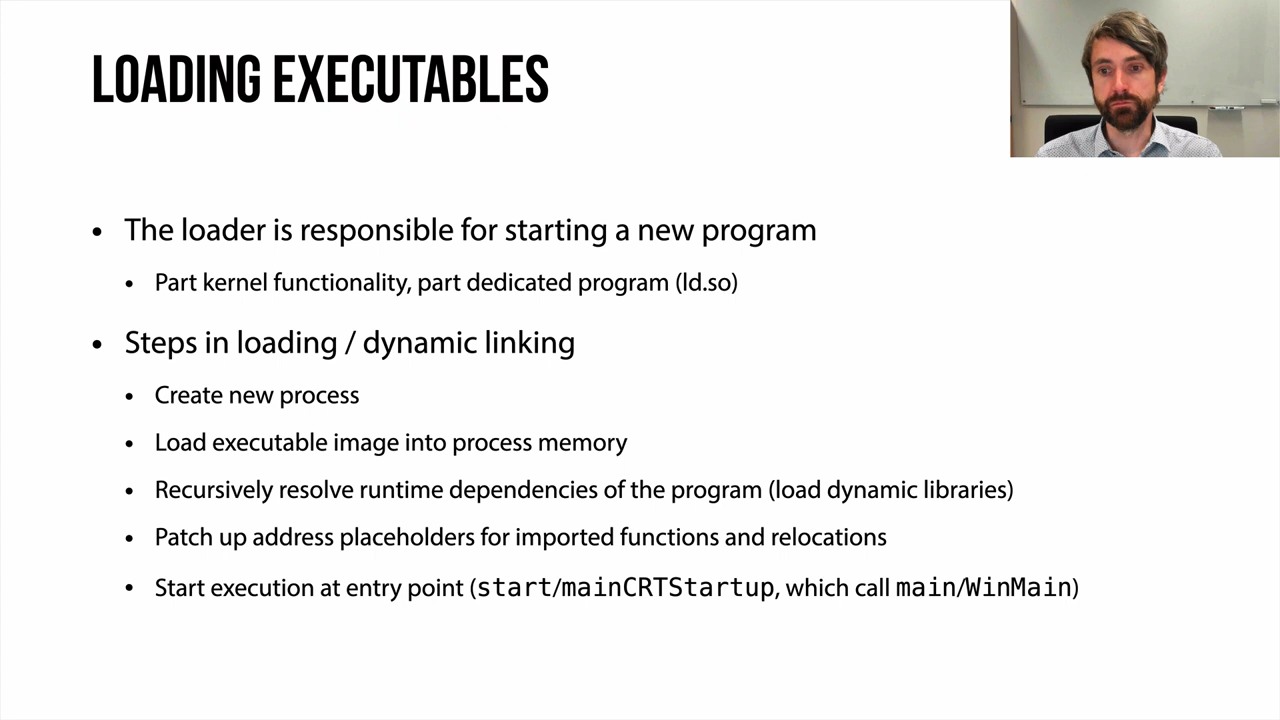 LOADING EXECUTABLES
• The loader is responsible for starting a new program
• Part kernel functionality, part dedicated program (ld.so)
• Steps in loading / dynamic linking
• Create new process
• Load executable image into process memory
• Recursively resolve runtime dependencies of the program (load dynamic libraries)
• Patch up address placeholders for imported functions and relocations
• Start execution at entry point (start/mainCRTStartup, which call main/WinMain)